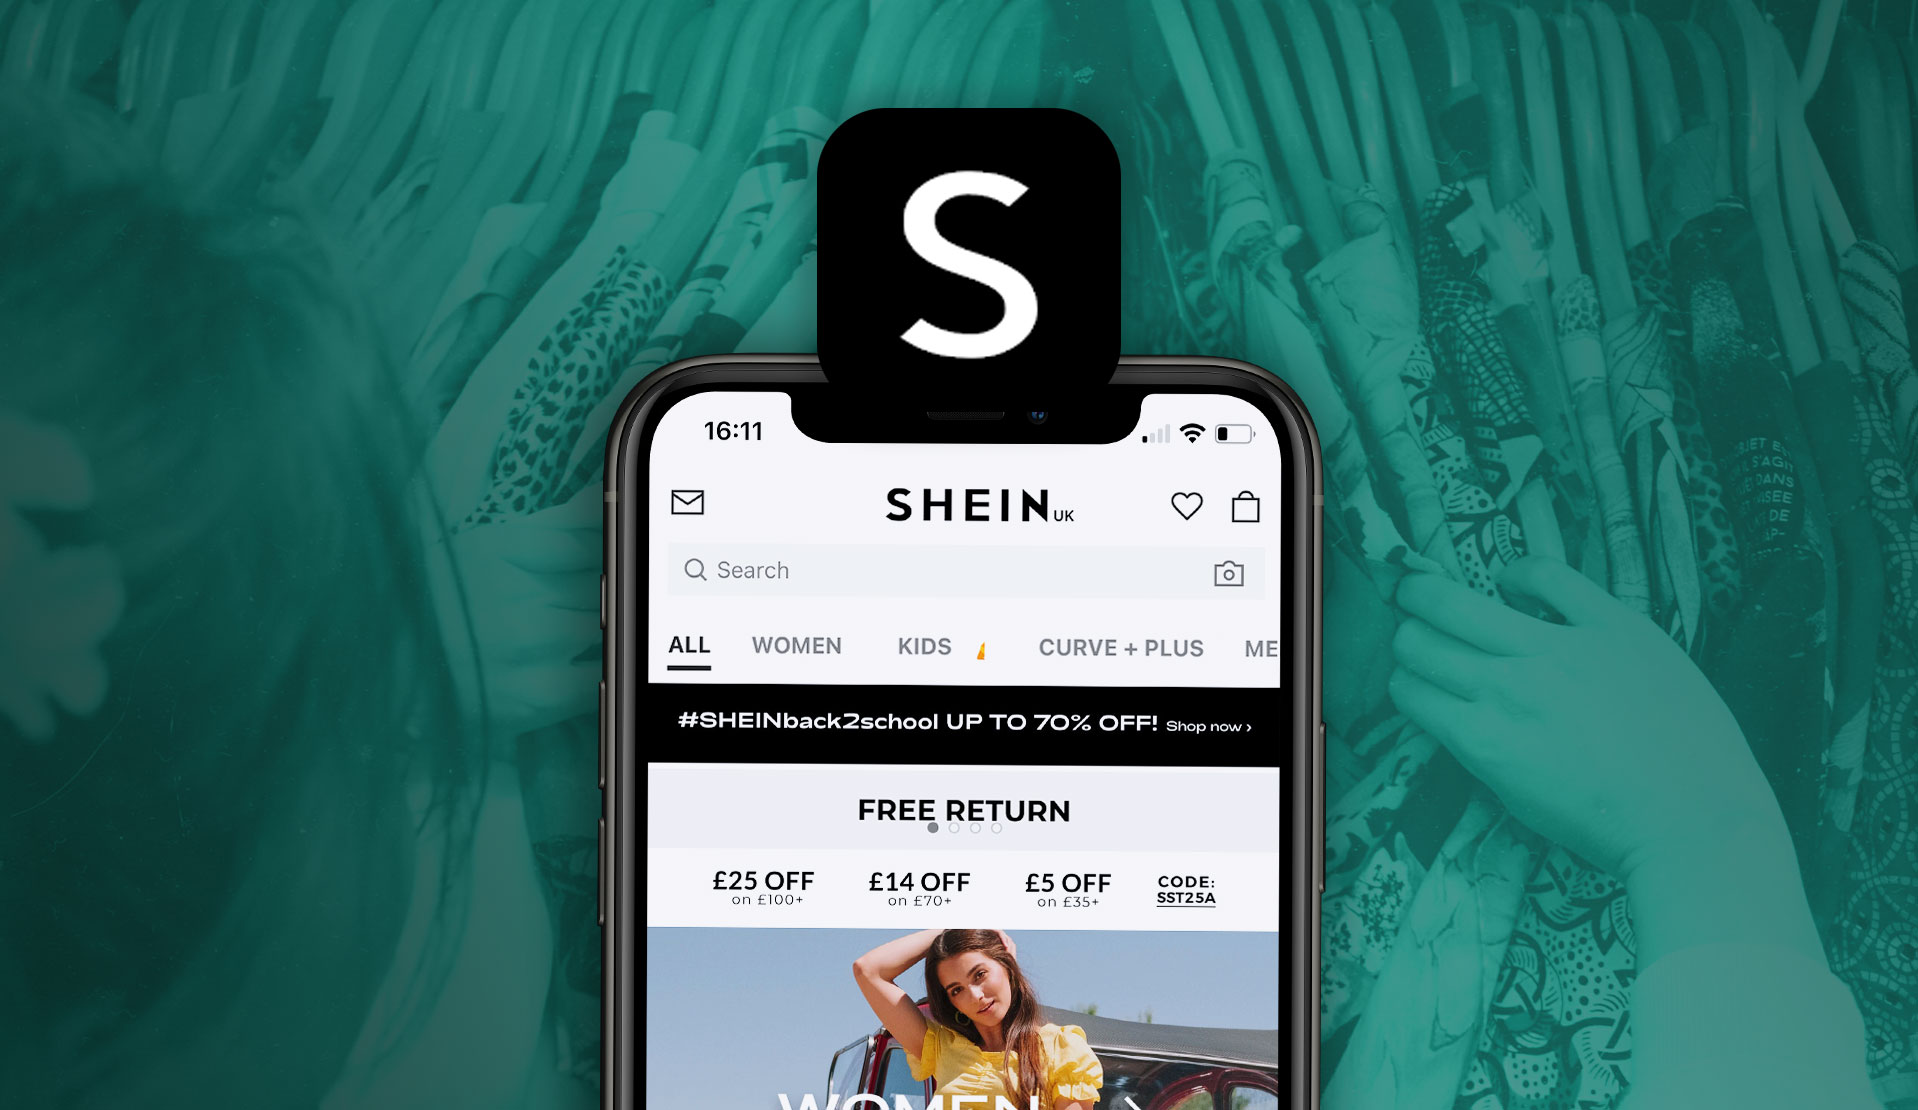 S
16:11
SHEIN UK
Search
ALL WOMEN KIDS CURVE + PLUS ME
#SHEINback2school UP TO 70% OFF! Shop now ›
FREE RETURN
£25 OFF £14 OFF £5 OFF CODE:
on £100+ on £70+ on £35+ SST25A
WOMEN